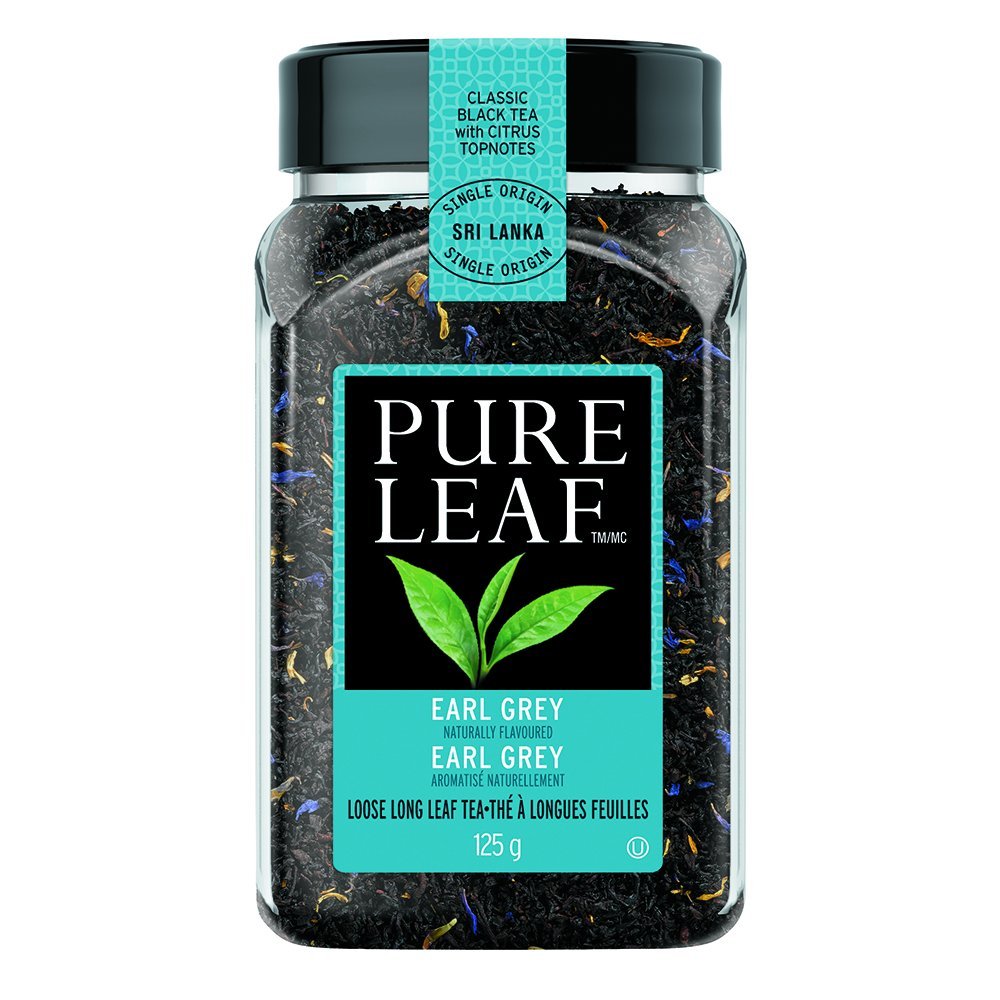 CLASSIC
BLACK TEA
with CITRUS
TOPNOTES
SINGLE ORIGIN
SRI LANKA
SINGLE ORIGIN
PURE
LEAF TM/MC
EARL GREY
NATURALLY FLAVOURED
EARL GREY
AROMATISÉ NATURELLEMENT
LOOSE LONG LEAF TEA•THÉ À LONGUES FEUILLES
125 g
U